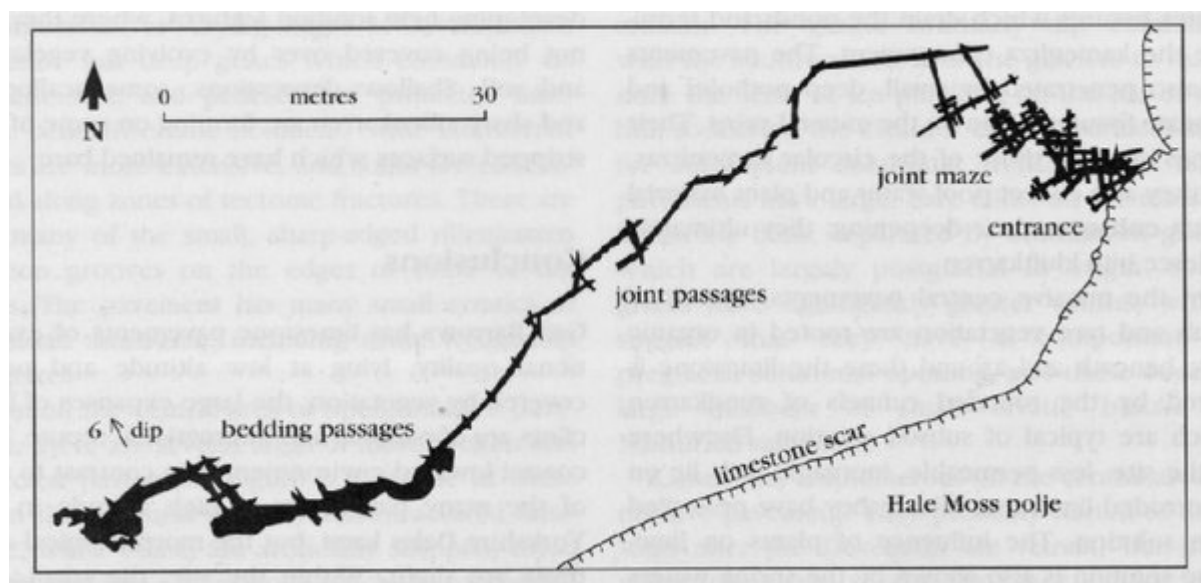 0 metres 30
N
joint maze
entrance
joint passages
6 dip
bedding passages
limestone scar
Hale Moss polje